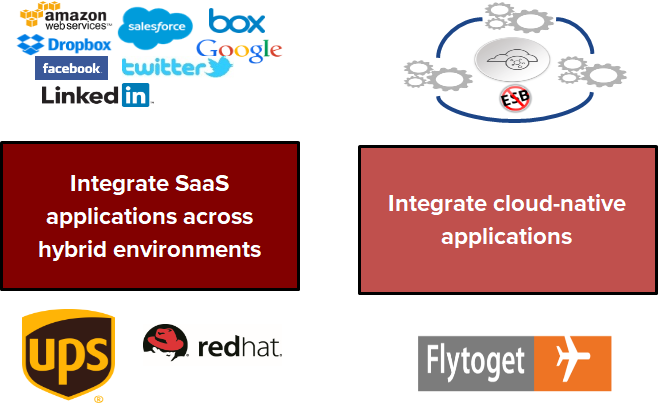 amazon
web services™
salesforce
box
Dropbox
Google
facebook
twitter
LinkedIn
ESB
Integrate SaaS
applications across
hybrid environments
Integrate cloud-native
applications
ups
®
redhat.
Flytoget